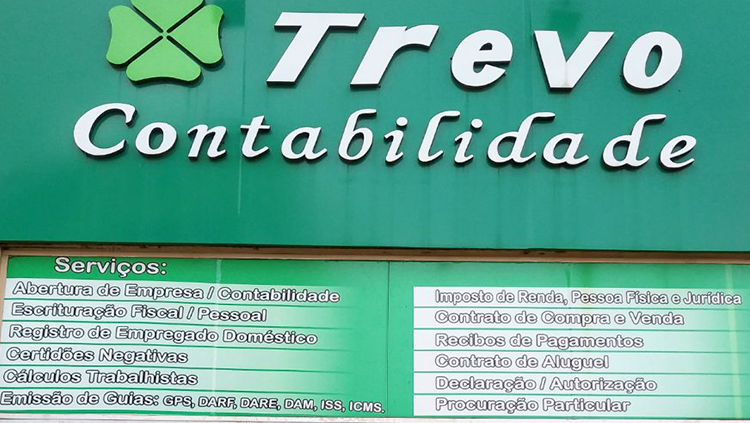 Trevo
Contabilidade
Serviços:
Abertura de Empresa / Contabilidade
Escrituração Fiscal / Pessoal
Registro de Empregado Doméstico
Certidões Negativas
Cálculos Trabalhistas
Emissão de Guias: GPS, DARF, DARE, DAM, ISS, ICMS.
Imposto de Renda, Pessoa Física e Jurídica
Contrato de Compra e Venda
Recibos de Pagamentos
Contrato de Aluguel
Declaração / Autorização
Procuração Particular